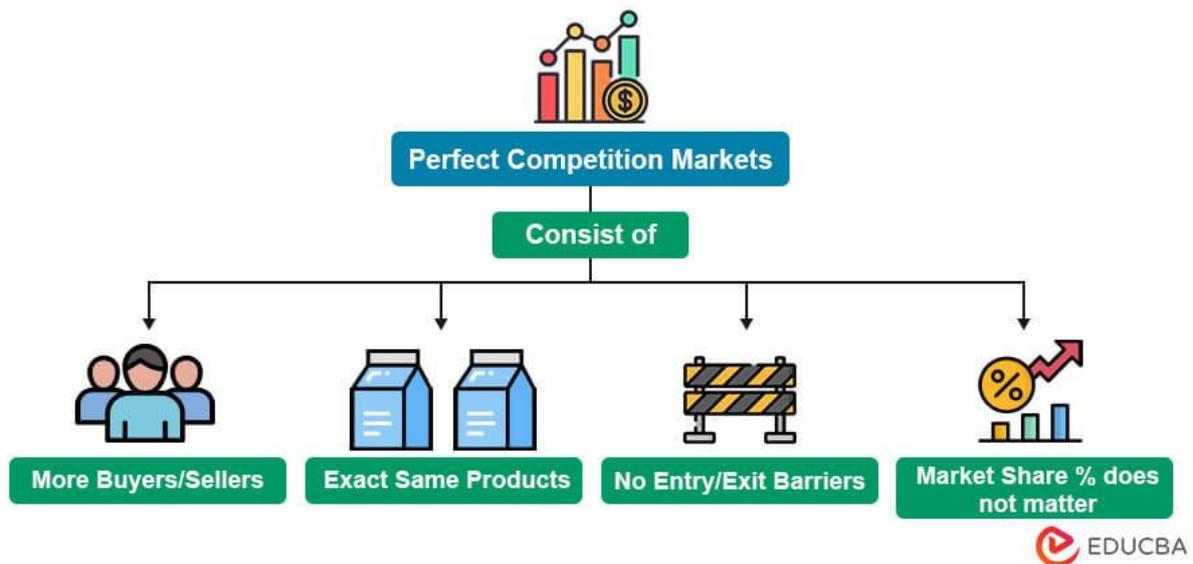 $
Perfect Competition Markets
Consist of
%
More Buyers/Sellers
Exact Same Products
No Entry/Exit Barriers
Market Share % does
not matter
EDUCBA